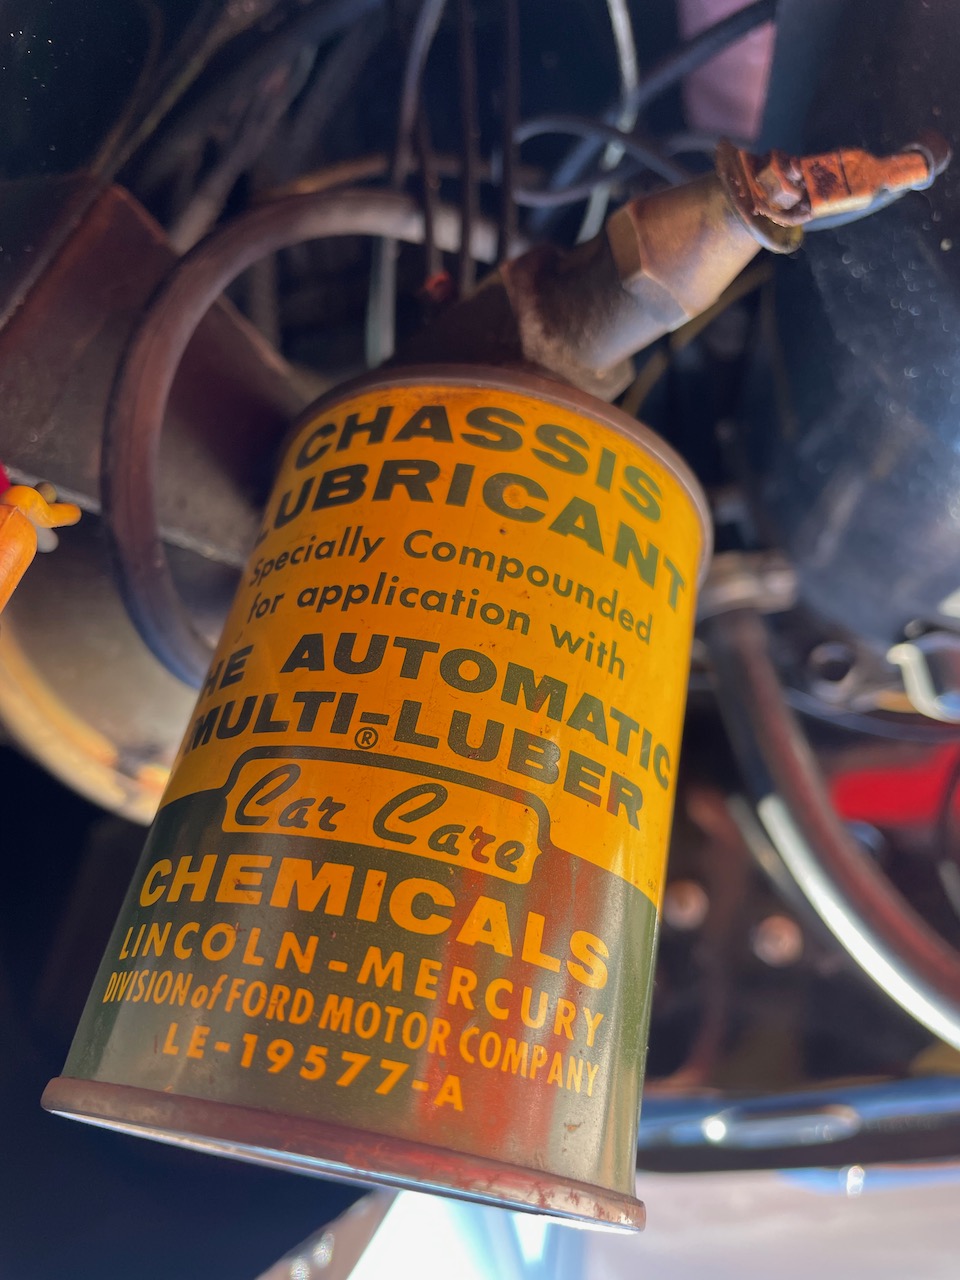 CHASSIS
LUBRICANT
Specially Compounded
for application with
THE AUTOMATIC
MULTI-LUBER
®
Car Care
CHEMICALS
LINCOLN-MERCURY
DIVISION of FORD MOTOR COMPANY
LE-19577-A